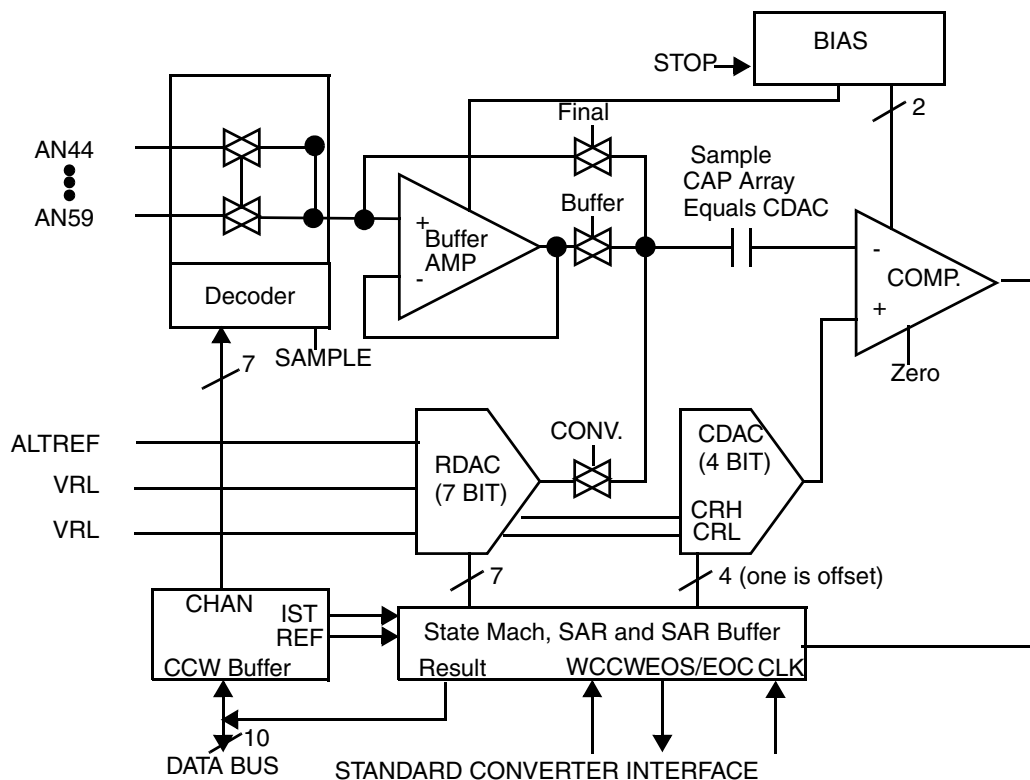 BIAS
STOP
2
Final
AN44
AN59
Sample
CAP Array
Equals CDAC
Buffer
+
Buffer
AMP
-
-
COMP.
+
Zero
Decoder
SAMPLE
7
ALTREF
VRL
VRL
CONV.
RDAC
(7 BIT)
CDAC
(4 BIT)
CRH
CRL
7
4 (one is offset)
CHAN
IST
REF
CCW Buffer
State Mach, SAR and SAR Buffer
Result
WCCWEOS/EOC CLK
10
DATA BUS
STANDARD CONVERTER INTERFACE